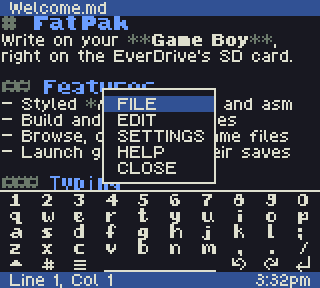 Welcome.md
# FatPak
Write on your **Game Boy**,
right on the EverDrive's SD card.
## Features
- Styled * and asm
- Build and es
- Browse, me files
- Launch g eir saves
### Typing
FILE
EDIT
SETTINGS
HELP
CLOSE
1 2 3 4 5 6 7 8 9 0
q w e r t y u i o p
a s d f g h j k l ;
z x c v b n m , . /
^ # ≡ ↶ ↷ ↵
Line 1, Col 1 3:32pm